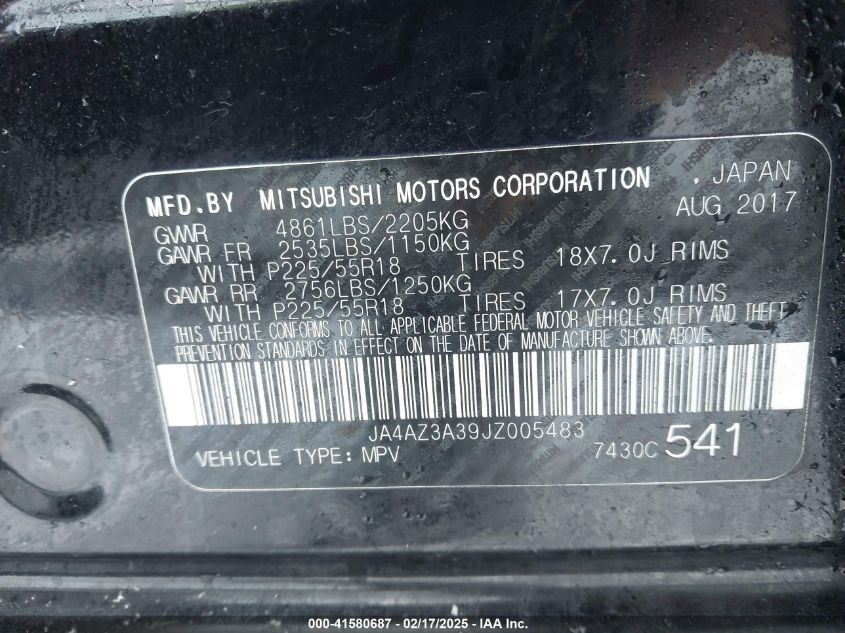 MFD.BY MITSUBISHI MOTORS CORPORATION , JAPAN
AUG 2017
GVWR 4861LBS/2205KG
GAWR FR 2535LBS/1150KG
WITH P225/55R18 TIRES 18X7.0J RIMS
GAWR RR 2756LBS/1250KG
WITH P225/55R18 TIRES 17X7.0J RIMS
THIS VEHICLE CONFORMS TO ALL APPLICABLE FEDERAL MOTOR VEHICLE SAFETY AND THEFT
PREVENTION STANDARDS IN EFFECT ON THE DATE OF MANUFACTURE SHOWN ABOVE.
JA4AZ3A39JZ005483
VEHICLE TYPE: MPV 7430C 541
000-41580687 - 02/17/2025 - IAA Inc.